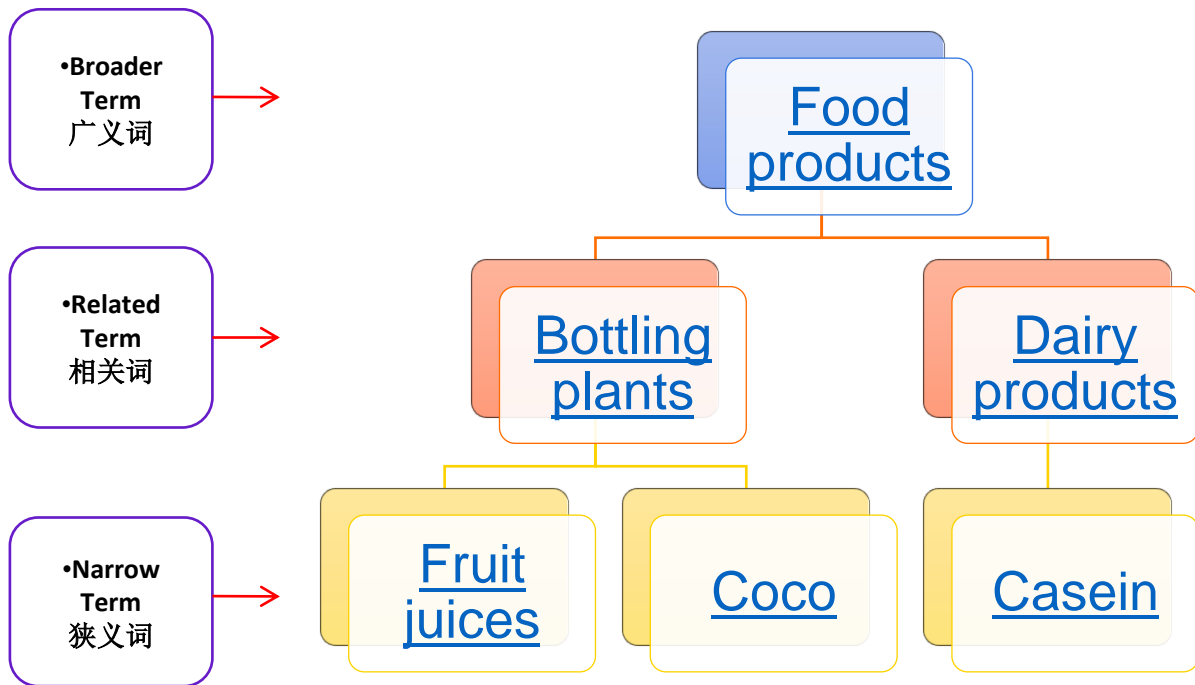 •Broader
Term
广义词
Food
products
•Related
Term
相关词
Bottling
plants
Dairy
products
•Narrow
Term
狭义词
Fruit
juices
Coco
Casein